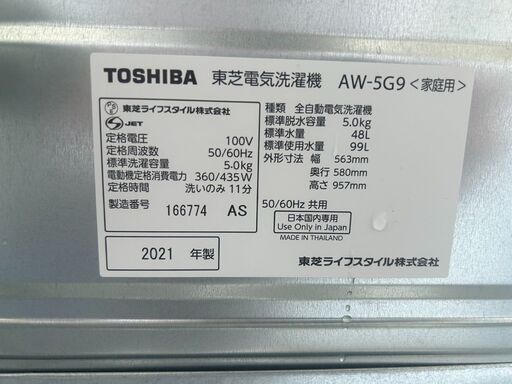 TOSHIBA 東芝電気洗濯機 AW-5G9 <家庭用>
東芝ライフスタイル株式会社
S JET
定格電圧 100V
定格周波数 50/60Hz
標準洗濯容量 5.0kg
電動機定格消費電力 360/435W
定格時間 洗いのみ 11分
製造番号 166774 AS
2021 年製
種類 全自動電気洗濯機
標準脱水容量 5.0kg
標準水量 48L
標準使用水量 99L
外形寸法 幅 563mm
奥行 580mm
高さ 957mm
50/60Hz 共用
日本国内専用
Use Only in Japan
MADE IN THAILAND
東芝ライフスタイル株式会社